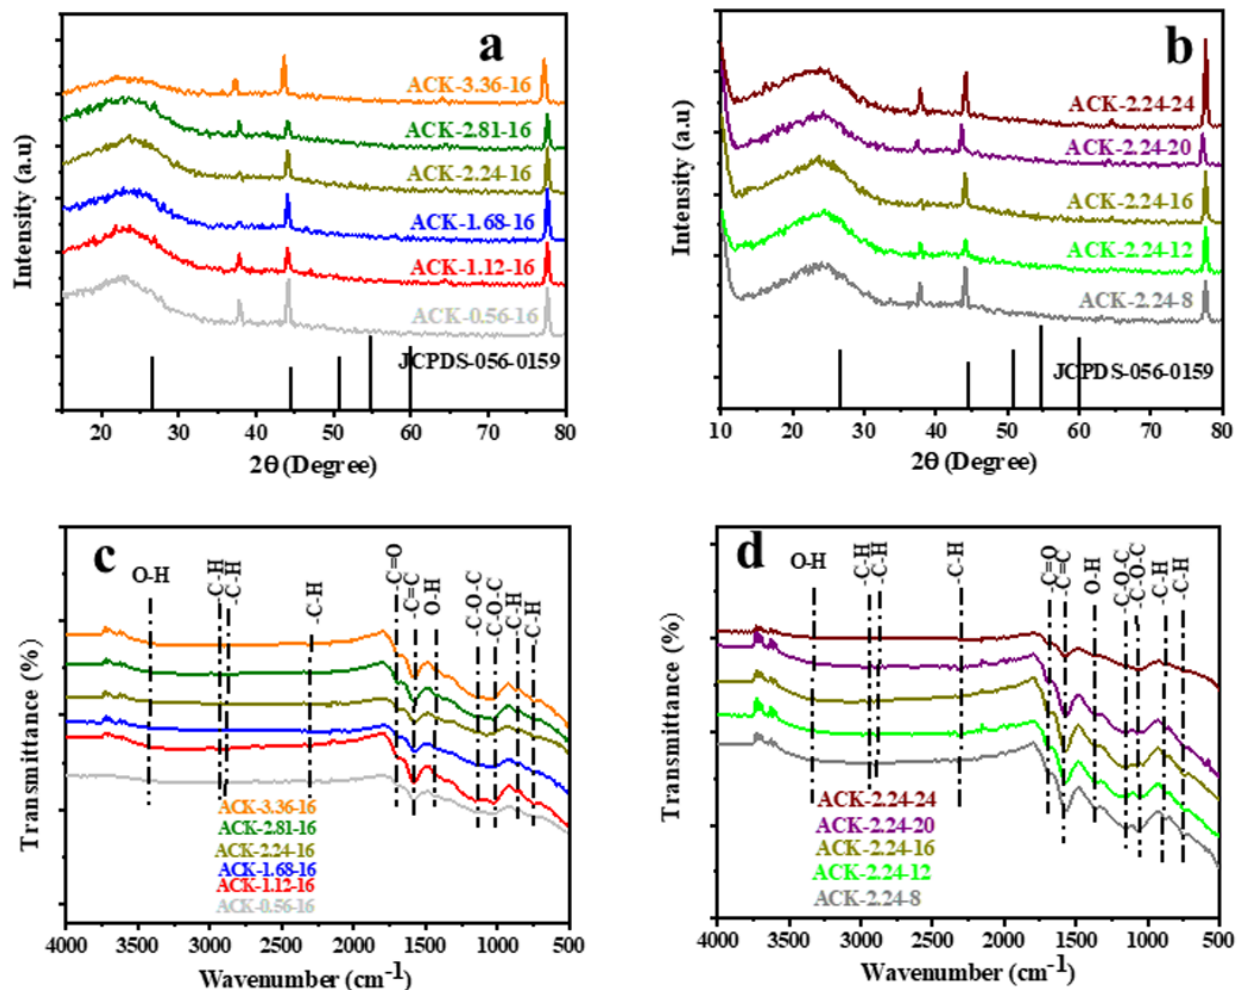 a
ACK-3.36-16
ACK-2.81-16
ACK-2.24-16
ACK-1.68-16
ACK-1.12-16
ACK-0.56-16
JCPDS-056-0159
Intensity (a.u)
20 30 40 50 60 70 80
2θ (Degree)
b
ACK-2.24-24
ACK-2.24-20
ACK-2.24-16
ACK-2.24-12
ACK-2.24-8
JCPDS-056-0159
Intensity (a.u)
10 20 30 40 50 60 70 80
2θ (Degree)
c
O-H
-C-H
-C-H
-C-H
-C=O
-C=C
O-H
-C-O-C
-C-O-C
-C-H
-C-H
ACK-3.36-16
ACK-2.81-16
ACK-2.24-16
ACK-1.68-16
ACK-1.12-16
ACK-0.56-16
Transmittance (%)
4000 3500 3000 2500 2000 1500 1000 500
Wavenumber (cm⁻¹)
d
O-H
-C-H
-C-H
-C-H
-C=O
-C=C
O-H
-C-O-C
-C-O-C
-C-H
-C-H
ACK-2.24-24
ACK-2.24-20
ACK-2.24-16
ACK-2.24-12
ACK-2.24-8
Transmittance (%)
4000 3500 3000 2500 2000 1500 1000 500
Wavenumber (cm⁻¹)